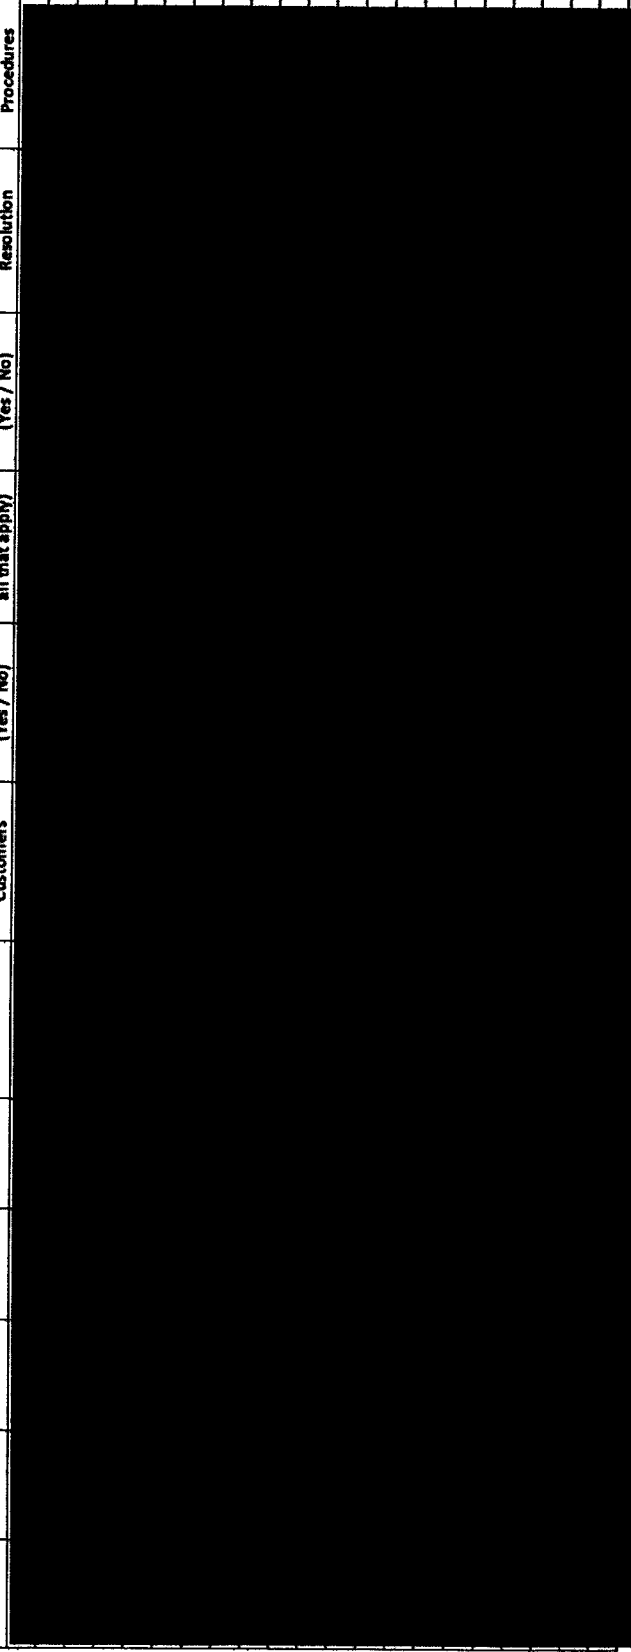 Customers
(Yes / No)
all that apply)
(Yes / No)
Resolution
Procedures